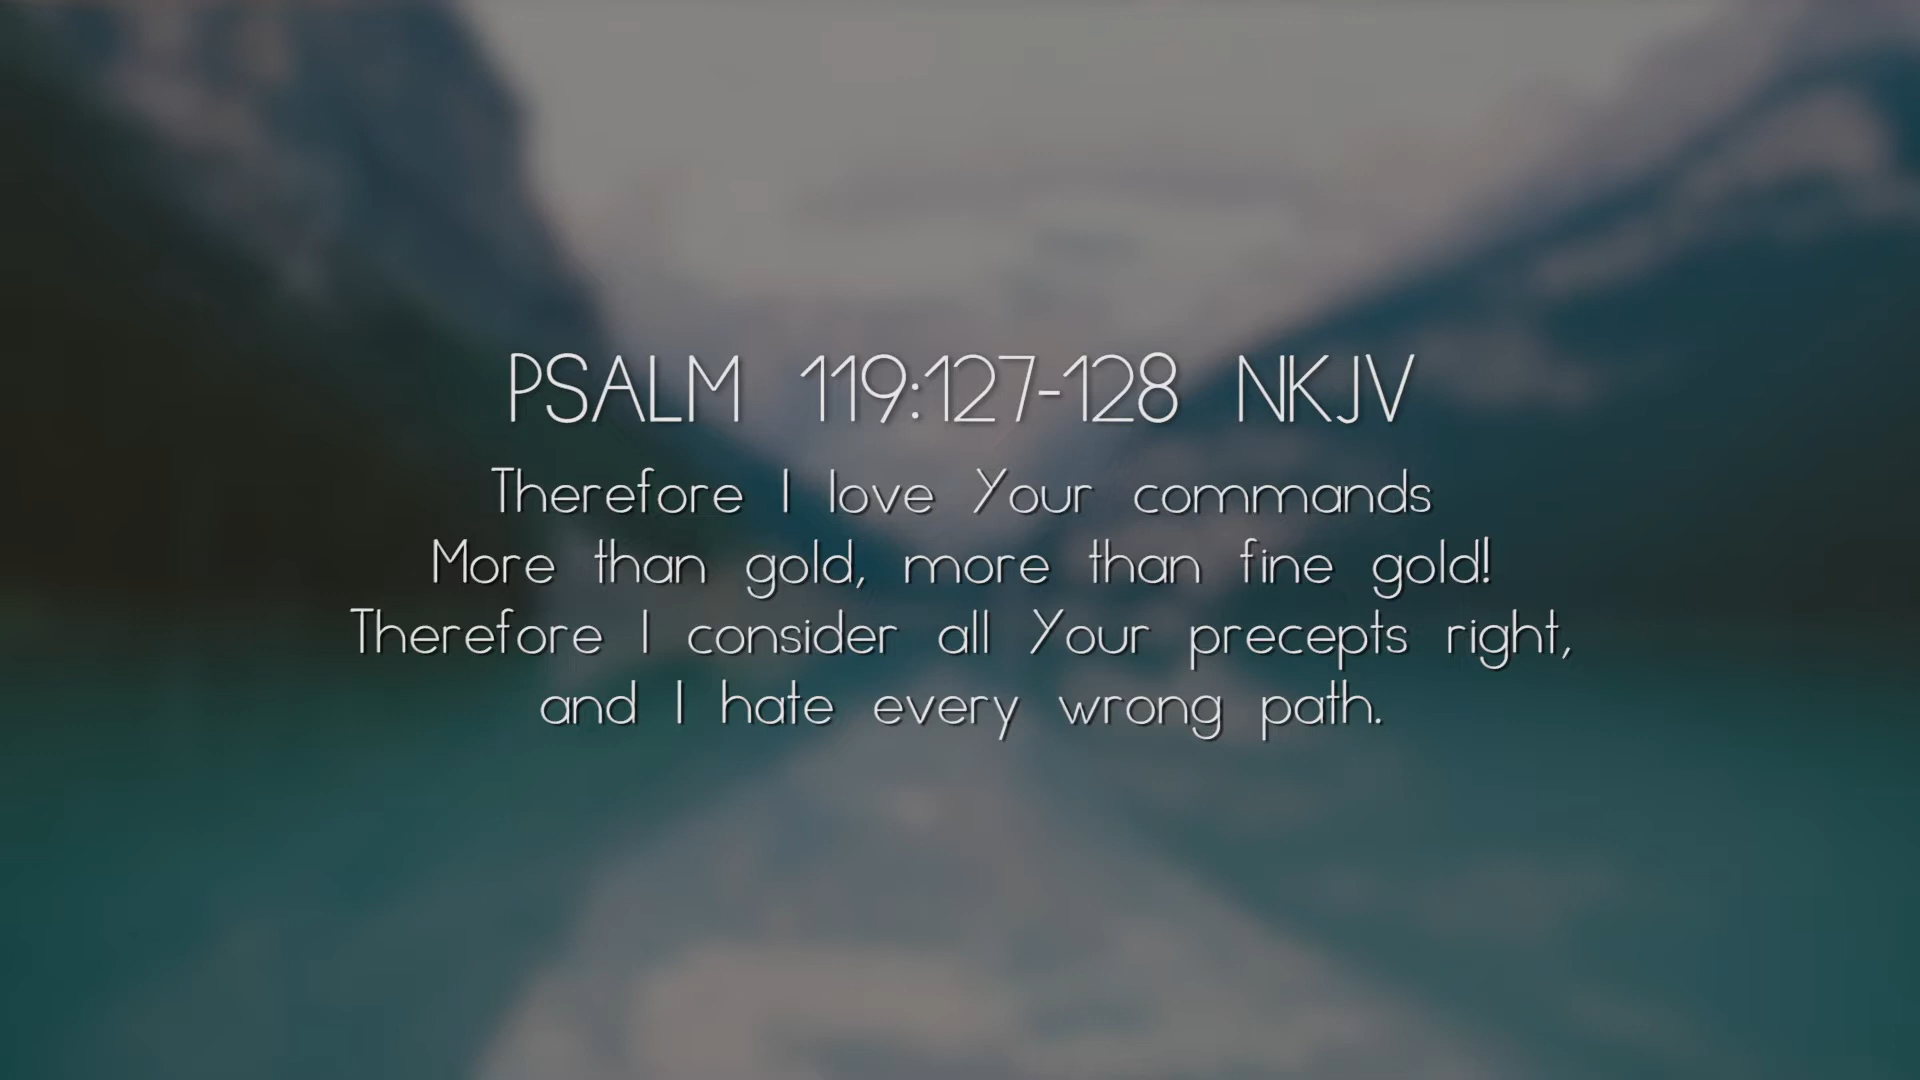 PSALM 119:127-128 NKJV
Therefore I love Your commands
More than gold, more than fine gold!
Therefore I consider all Your precepts right,
and I hate every wrong path.